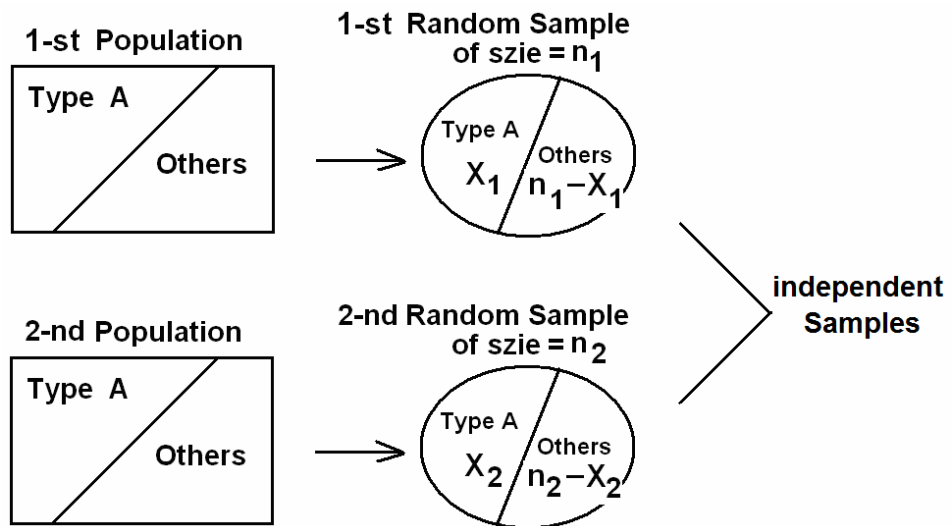 1-st Population
Type A
Others
1-st Random Sample
of szie = n₁
Type A
X₁
Others
n₁−X₁
2-nd Population
Type A
Others
2-nd Random Sample
of szie = n₂
Type A
X₂
Others
n₂−X₂
independent
Samples